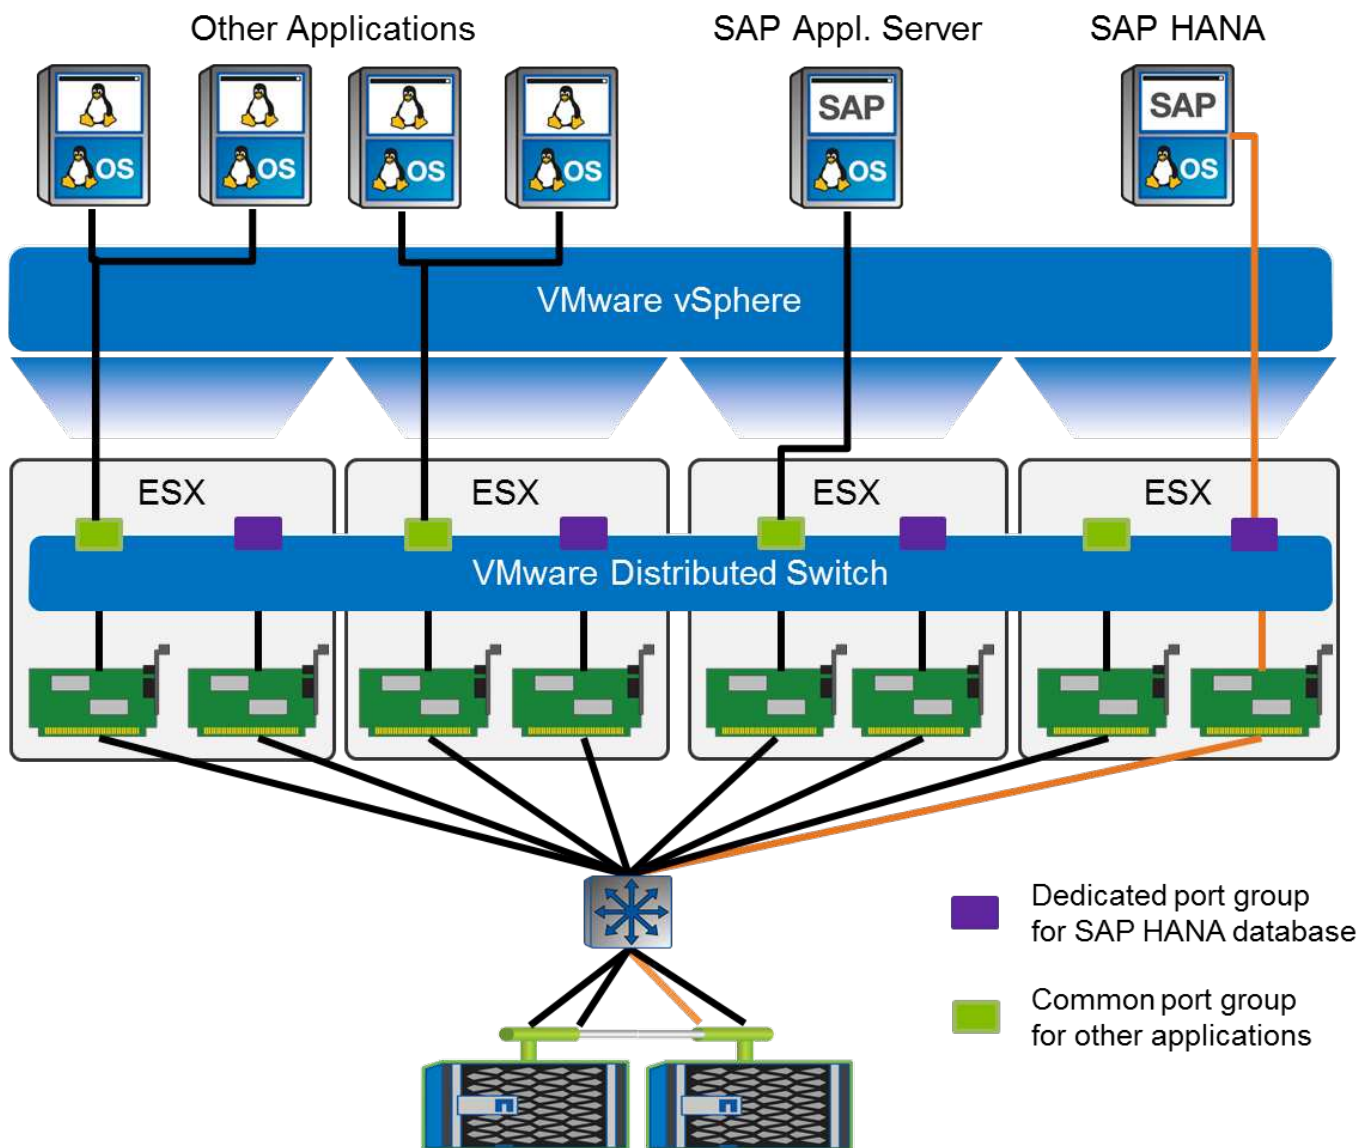 Other Applications
SAP Appl. Server
SAP HANA
SAP
SAP
OS
OS
OS
OS
OS
OS
VMware vSphere
ESX
ESX
ESX
ESX
VMware Distributed Switch
Dedicated port group
for SAP HANA database
Common port group
for other applications